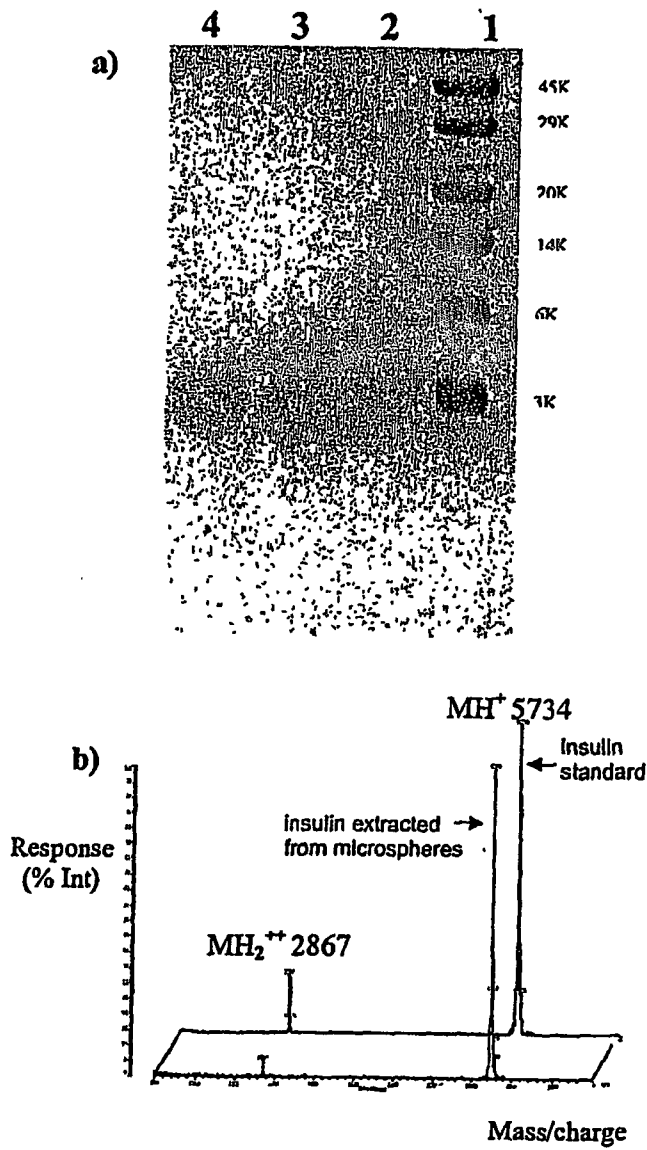 4 3 2 1
a)
45K
29K
20K
14K
6K
3K
MH⁺ 5734
b)
insulin standard
insulin extracted from microspheres
Response
(% Int)
MH₂⁺⁺ 2867
Mass/charge